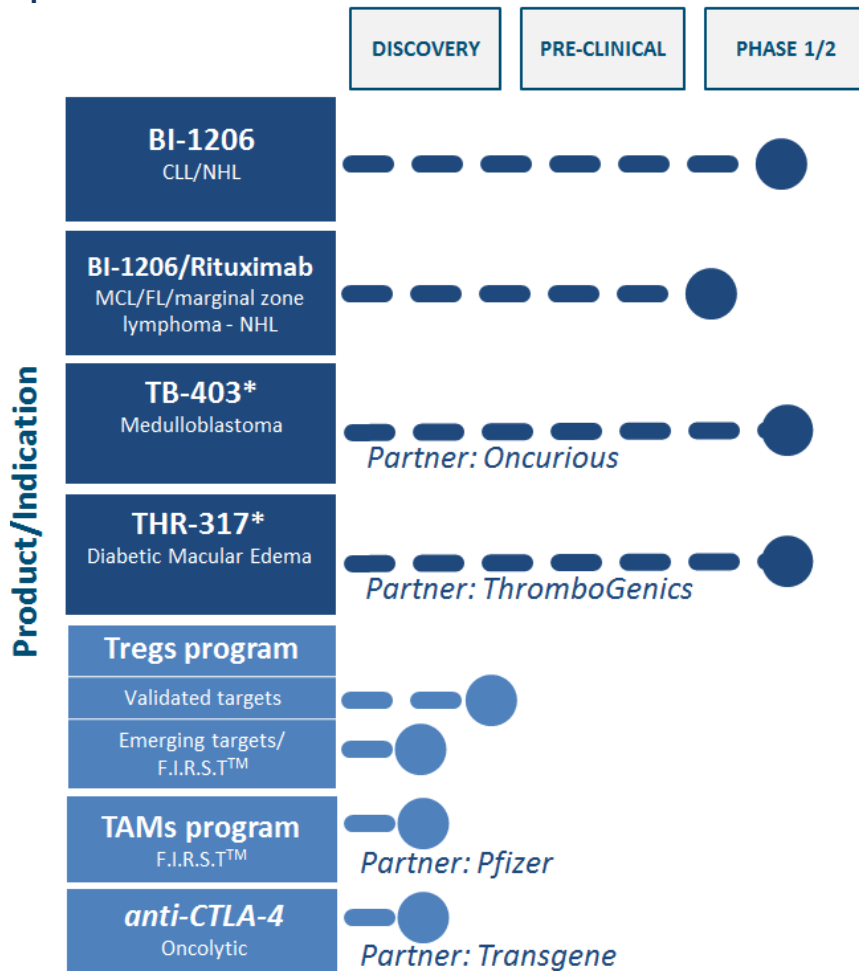 DISCOVERY
PRE-CLINICAL
PHASE 1/2
Product/Indication
BI-1206
CLL/NHL
BI-1206/Rituximab
MCL/FL/marginal zone
lymphoma - NHL
TB-403*
Medulloblastoma
Partner: Oncurious
THR-317*
Diabetic Macular Edema
Partner: ThromboGenics
Tregs program
Validated targets
Emerging targets/
F.I.R.S.T™
TAMs program
F.I.R.S.T™
Partner: Pfizer
anti-CTLA-4
Oncolytic
Partner: Transgene